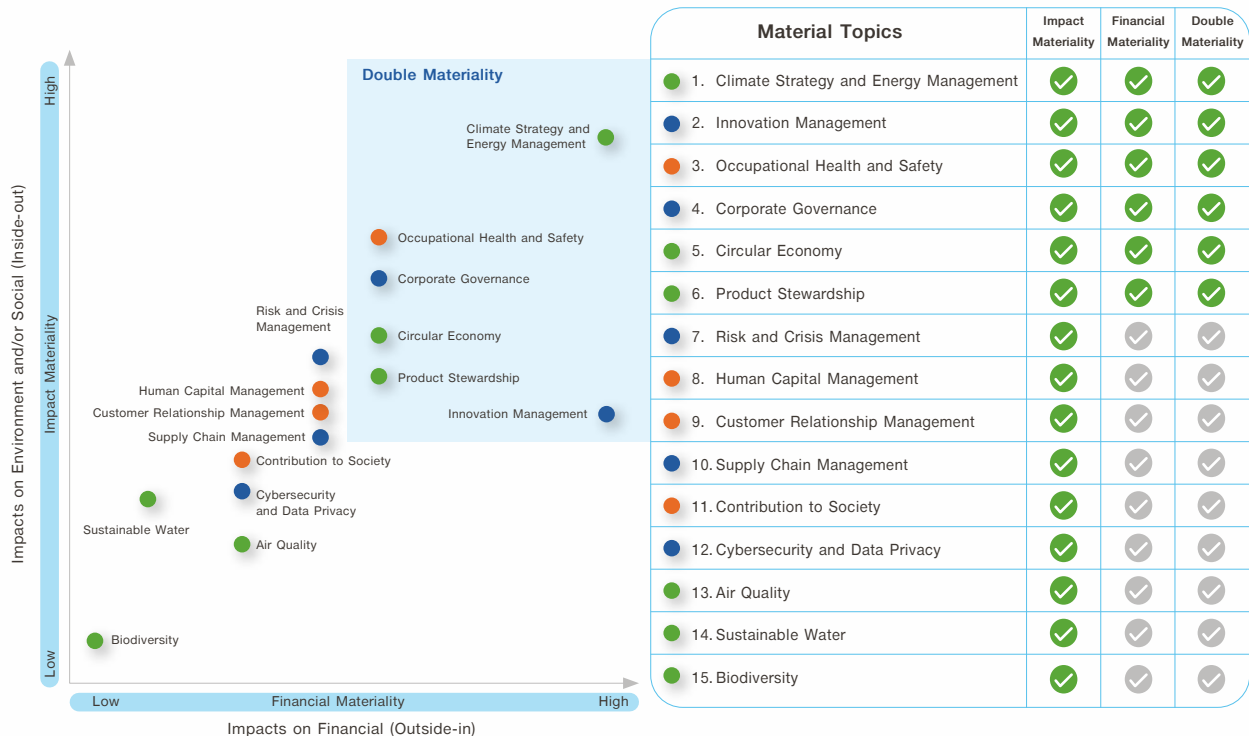 Impacts on Environment and/or Social (Inside-out)
High
Impact Materiality
Low
Double Materiality
Climate Strategy and
Energy Management
Occupational Health and Safety
Corporate Governance
Risk and Crisis
Management
Circular Economy
Product Stewardship
Human Capital Management
Customer Relationship Management
Innovation Management
Supply Chain Management
Contribution to Society
Cybersecurity
and Data Privacy
Sustainable Water
Air Quality
Biodiversity
Low
Financial Materiality
High
Impacts on Financial (Outside-in)
Material Topics
Impact
Materiality
Financial
Materiality
Double
Materiality
1. Climate Strategy and Energy Management
2. Innovation Management
3. Occupational Health and Safety
4. Corporate Governance
5. Circular Economy
6. Product Stewardship
7. Risk and Crisis Management
8. Human Capital Management
9. Customer Relationship Management
10. Supply Chain Management
11. Contribution to Society
12. Cybersecurity and Data Privacy
13. Air Quality
14. Sustainable Water
15. Biodiversity